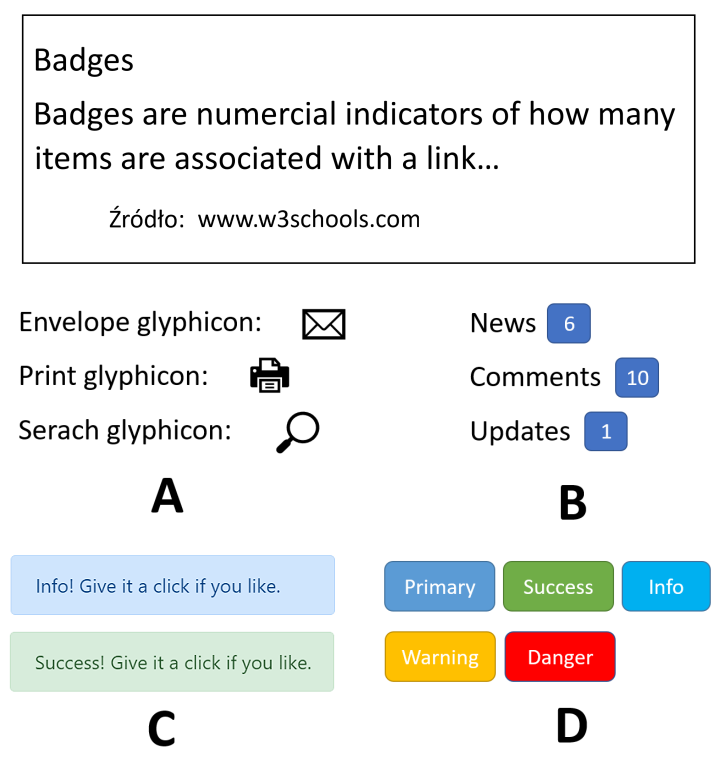 Badges
Badges are numercial indicators of how many
items are associated with a link...
Źródło: www.w3schools.com
Envelope glyphicon:
Print glyphicon:
Serach glyphicon:
A
News 6
Comments 10
Updates 1
B
Info! Give it a click if you like.
Success! Give it a click if you like.
C
Primary Success Info
Warning Danger
D